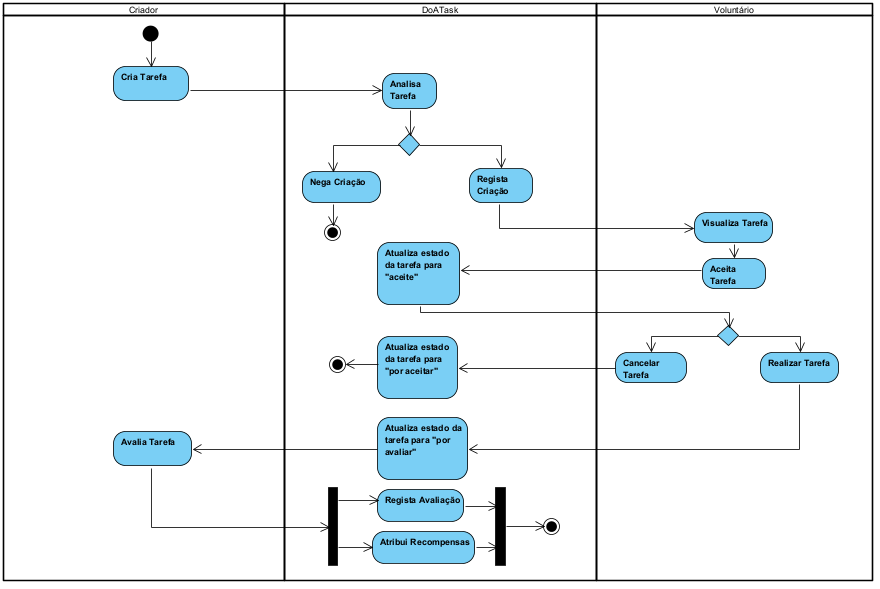 Criador
DoATask
Voluntário
Cria Tarefa
Analisa
Tarefa
Nega Criação
Regista
Criação
Visualiza Tarefa
Aceita
Tarefa
Atualiza estado
da tarefa para
"aceite"
Cancelar
Tarefa
Realizar Tarefa
Atualiza estado
da tarefa para
"por aceitar"
Atualiza estado da
tarefa para "por
avaliar"
Avalia Tarefa
Regista Avaliação
Atribui Recompensas